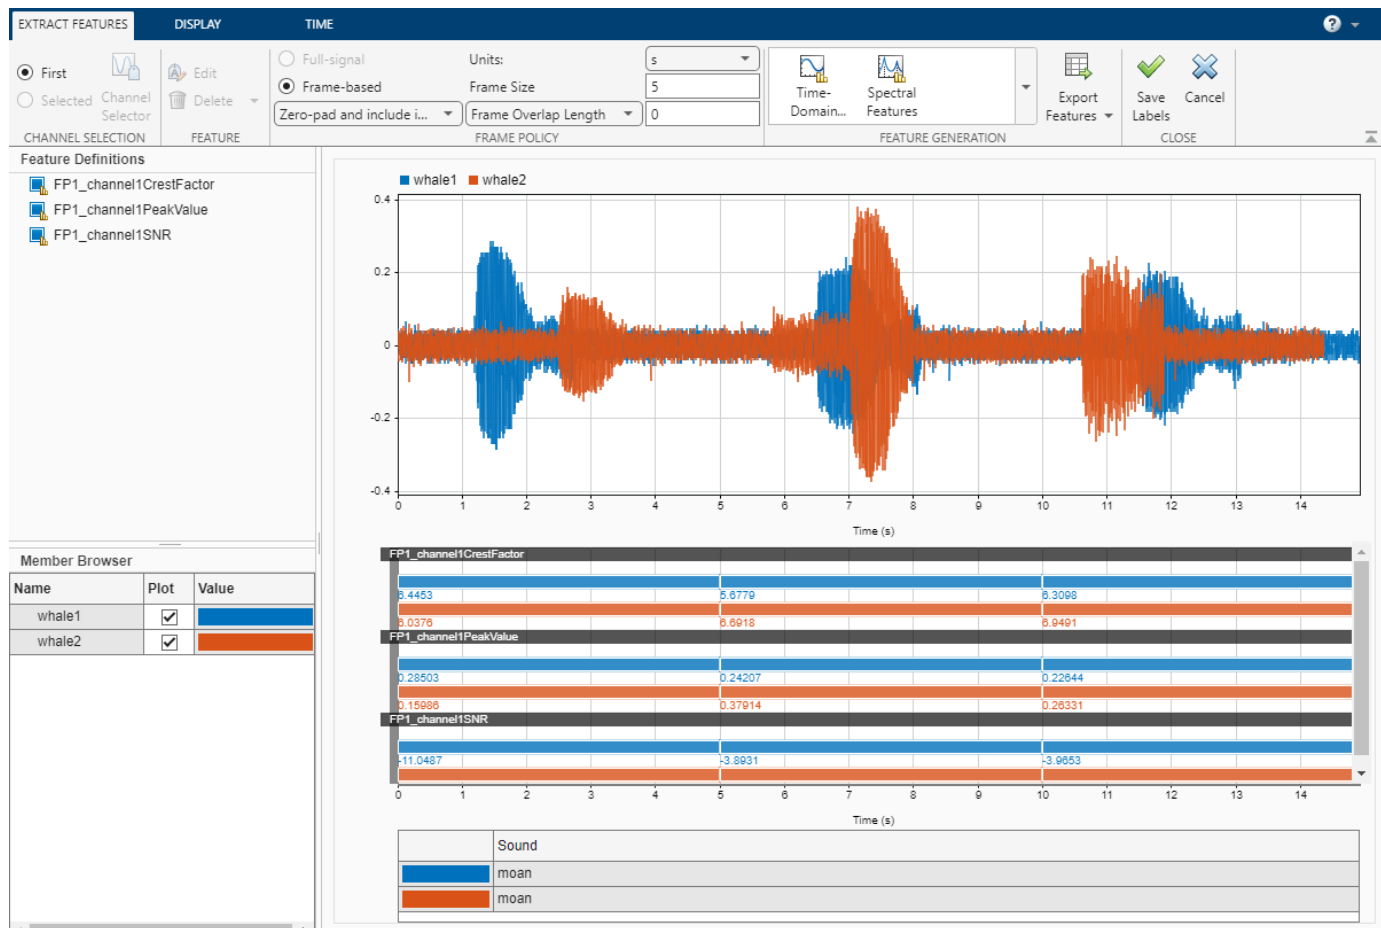 EXTRACT FEATURES DISPLAY TIME ?
First
Selected
Channel
Selector
CHANNEL SELECTION
Edit
Delete
FEATURE
Full-signal
Frame-based
Zero-pad and include i...
Units: s
Frame Size 5
Frame Overlap Length 0
FRAME POLICY
Time-
Domain...
Spectral
Features
FEATURE GENERATION
Export
Features
Save
Labels
Cancel
CLOSE
Feature Definitions
FP1_channel1CrestFactor
FP1_channel1PeakValue
FP1_channel1SNR
Member Browser
Name Plot Value
whale1
whale2
whale1 whale2
0.4
0.2
0
-0.2
-0.4
0 1 2 3 4 5 6 7 8 9 10 11 12 13 14
Time (s)
FP1_channel1CrestFactor
6.4453 5.6779 6.3098
6.0376 6.6918 6.9491
FP1_channel1PeakValue
0.28503 0.24207 0.22644
0.15986 0.37914 0.26331
FP1_channel1SNR
-11.0487 -3.8931 -3.9653
0 1 2 3 4 5 6 7 8 9 10 11 12 13 14
Time (s)
Sound
moan
moan